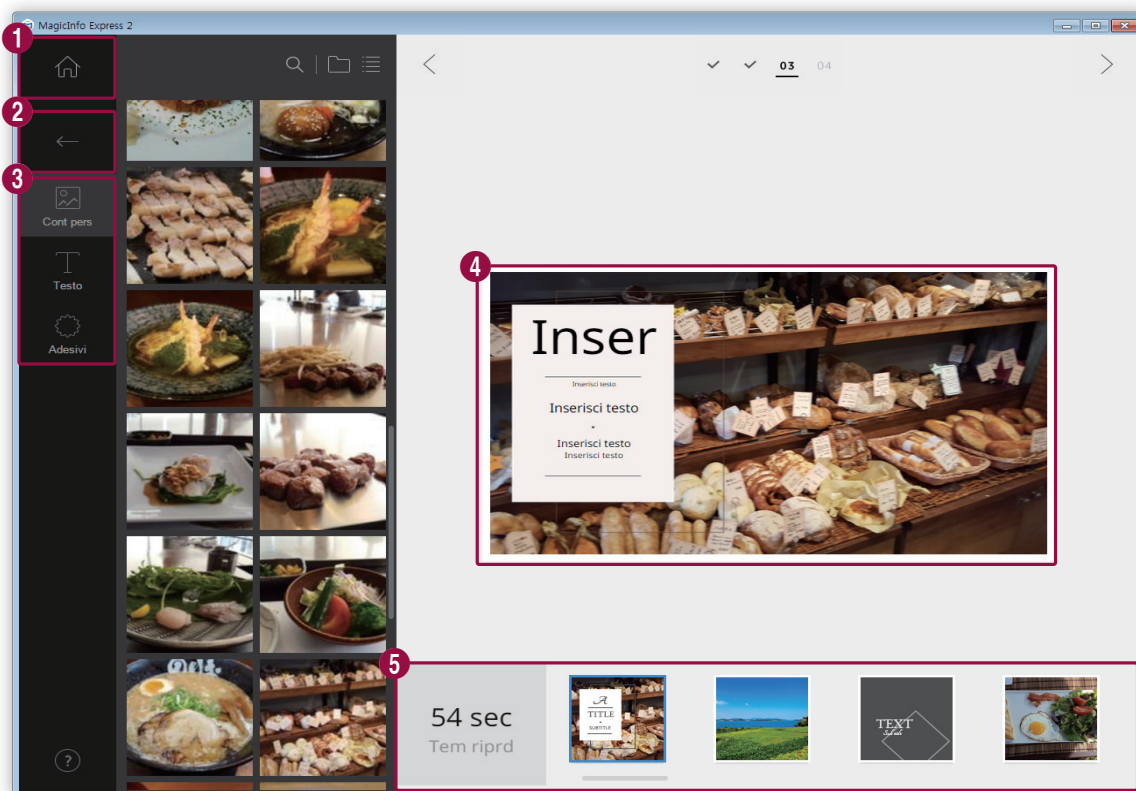 MagicInfo Express 2
1
2
3
Cont pers
Testo
Adesivi
?
03 04
4
Inser
Inserisci testo
Inserisci testo
Inserisci testo
Inserisci testo
5
54 sec
Tem riprd
A
TITLE
SUBTITLE
TEXT